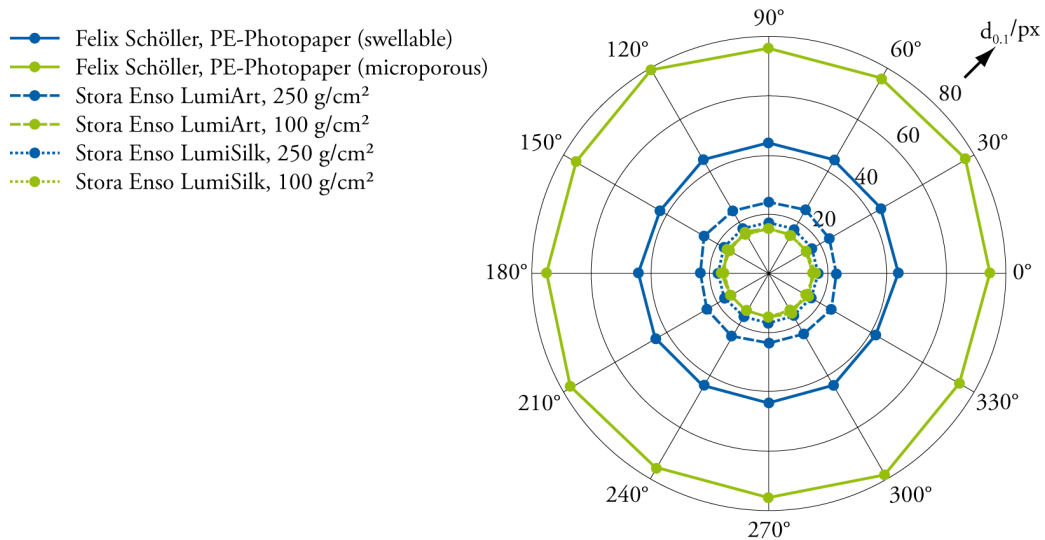 Felix Schöller, PE-Photopaper (swellable)
Felix Schöller, PE-Photopaper (microporous)
Stora Enso LumiArt, 250 g/cm²
Stora Enso LumiArt, 100 g/cm²
Stora Enso LumiSilk, 250 g/cm²
Stora Enso LumiSilk, 100 g/cm²
90°
d0.1/px
120°
60°
80
150°
60
30°
40
20
180°
0°
210°
330°
240°
300°
270°